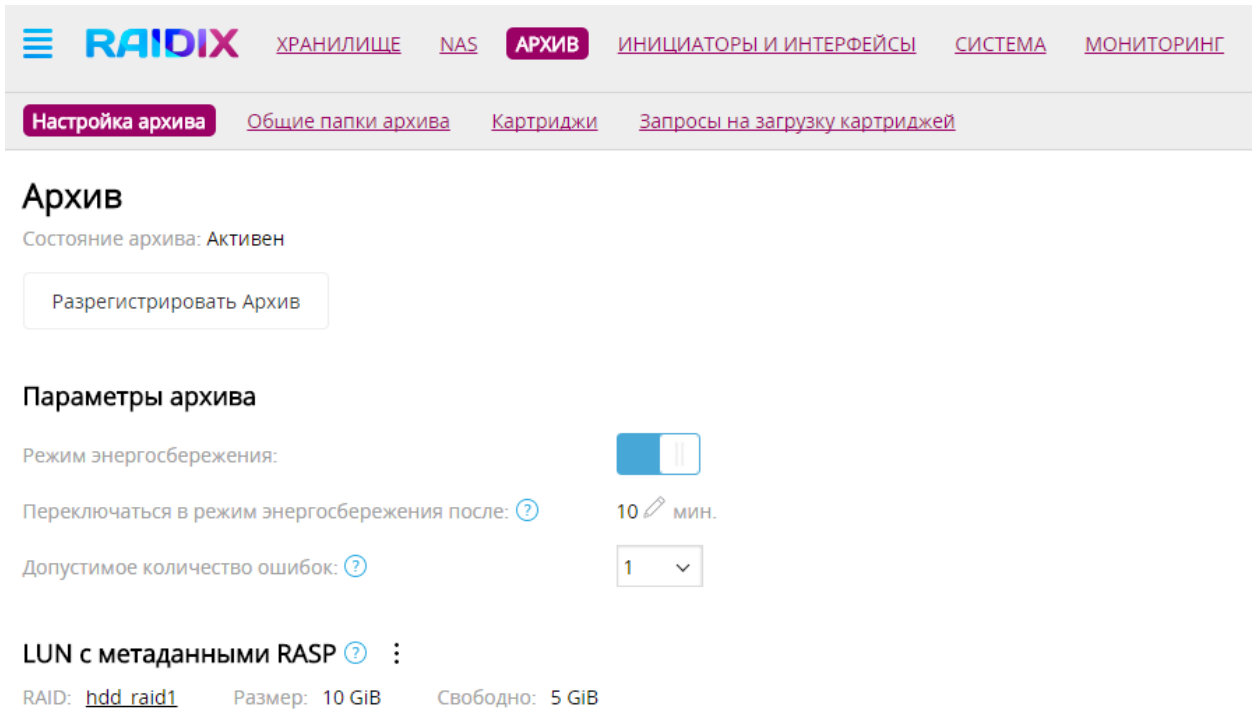 RAIDIX ХРАНИЛИЩЕ NAS АРХИВ ИНИЦИАТОРЫ И ИНТЕРФЕЙСЫ СИСТЕМА МОНИТОРИНГ
Настройка архива Общие папки архива Картриджи Запросы на загрузку картриджей
Архив
Состояние архива: Активен
Разрегистрировать Архив
Параметры архива
Режим энергосбережения:
Переключаться в режим энергосбережения после: ? 10 мин.
Допустимое количество ошибок: ? 1
LUN с метаданными RASP ?
RAID: hdd_raid1 Размер: 10 GiB Свободно: 5 GiB